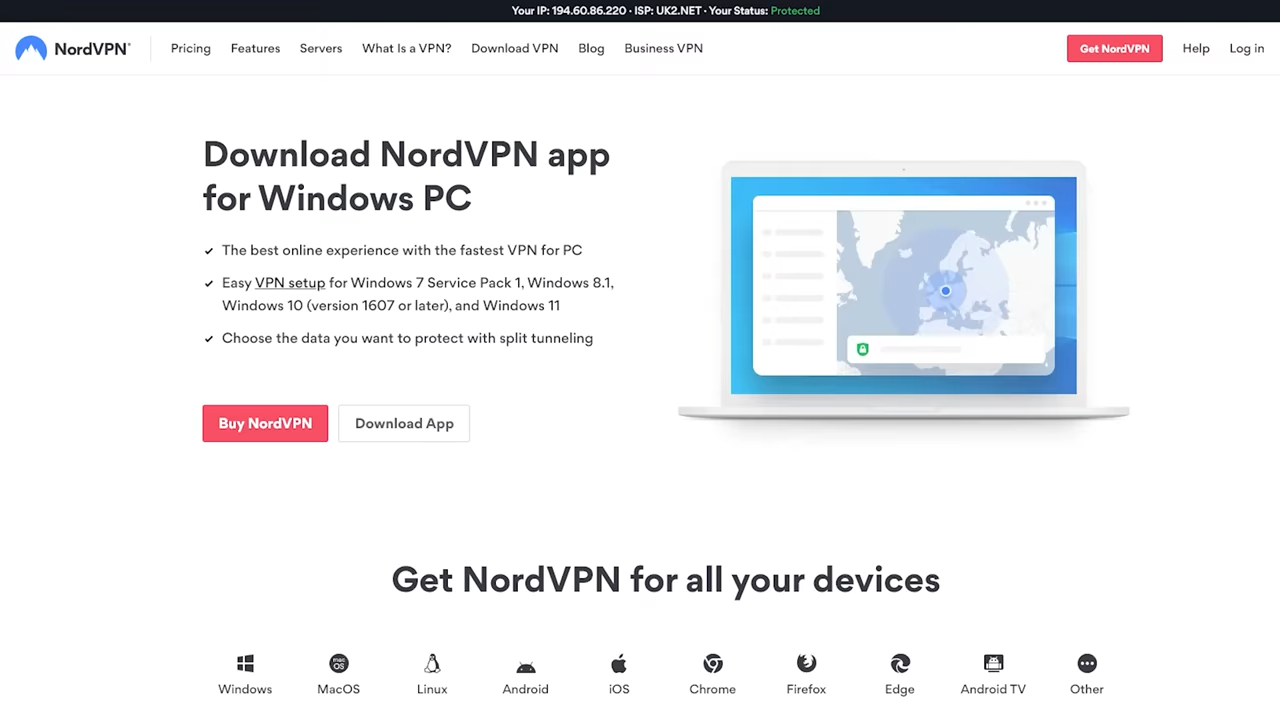 Your IP: 194.60.86.220 · ISP: UK2.NET · Your Status: Protected
NordVPN®
Pricing
Features
Servers
What Is a VPN?
Download VPN
Blog
Business VPN
Get NordVPN
Help
Log in
Download NordVPN app
for Windows PC
The best online experience with the fastest VPN for PC
Easy VPN setup for Windows 7 Service Pack 1, Windows 8.1,
Windows 10 (version 1607 or later), and Windows 11
Choose the data you want to protect with split tunneling
Buy NordVPN
Download App
Get NordVPN for all your devices
mac
OS
Windows
MacOS
Linux
Android
iOS
Chrome
Firefox
Edge
Android TV
Other